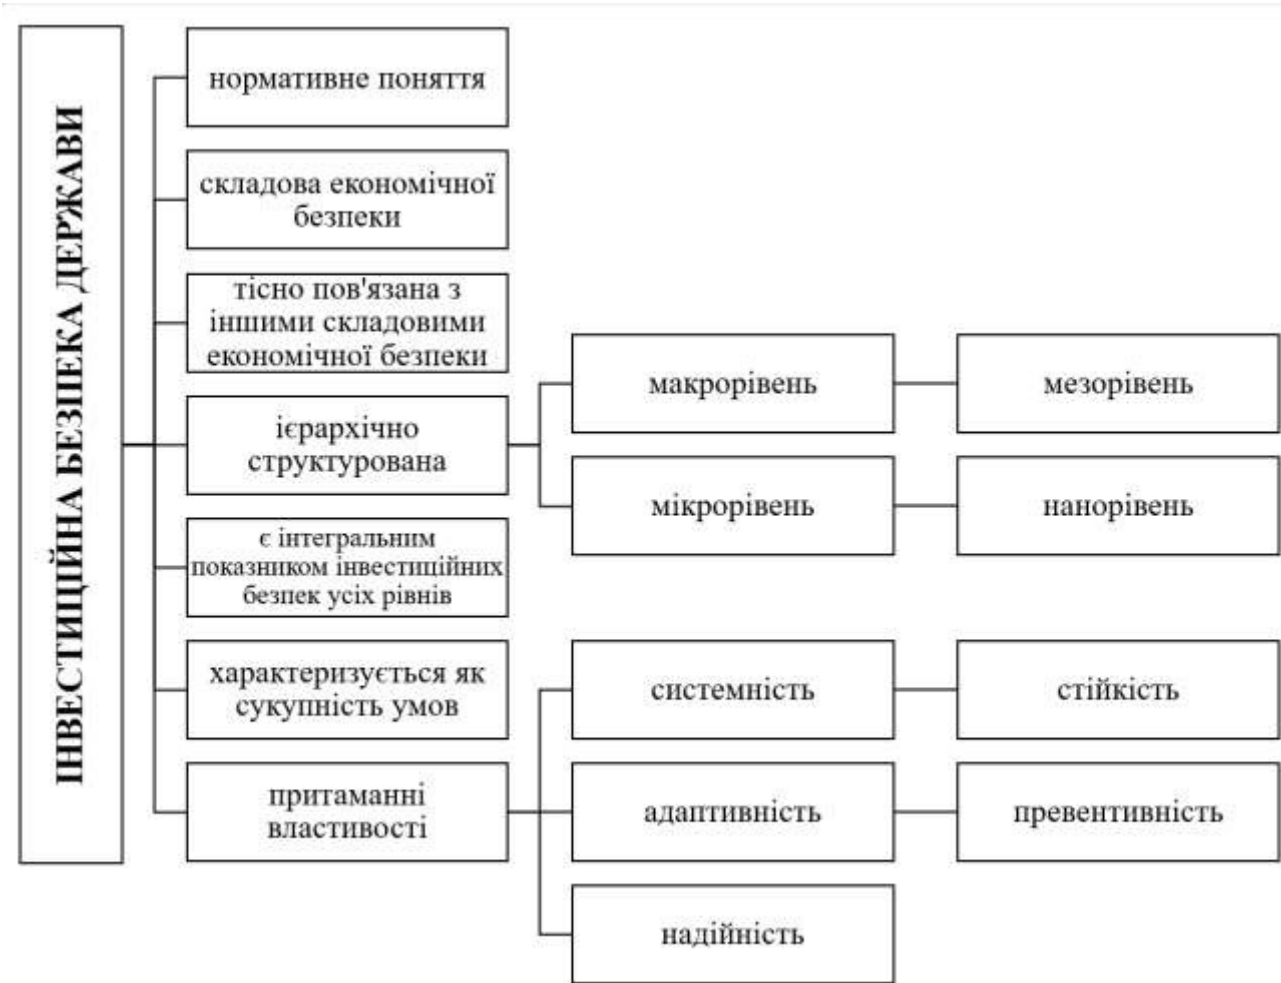 ІНВЕСТИЦІЙНА БЕЗПЕКА ДЕРЖАВИ
нормативне поняття
складова економічної
безпеки
тісно пов'язана з
іншими складовими
економічної безпеки
ієрархічно
структурована
макрорівень
мезорівень
мікрорівень
нанорівень
є інтегральним
показником інвестиційних
безпек усіх рівнів
характеризується як
сукупність умов
притаманні
властивості
системність
стійкість
адаптивність
превентивність
надійність